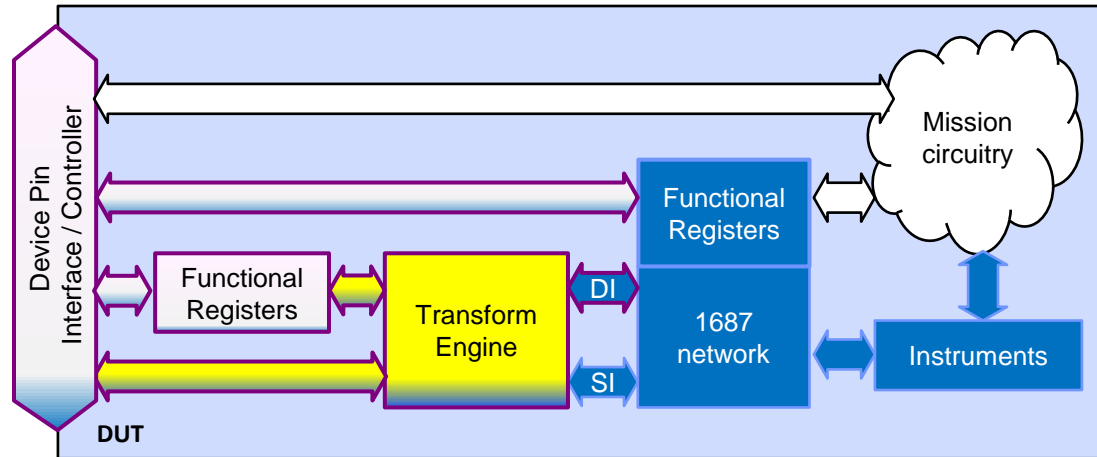 Device Pin
Interface / Controller
Mission
circuitry
Functional
Registers
Functional
Registers
Transform
Engine
DI
SI
1687
network
Instruments
DUT